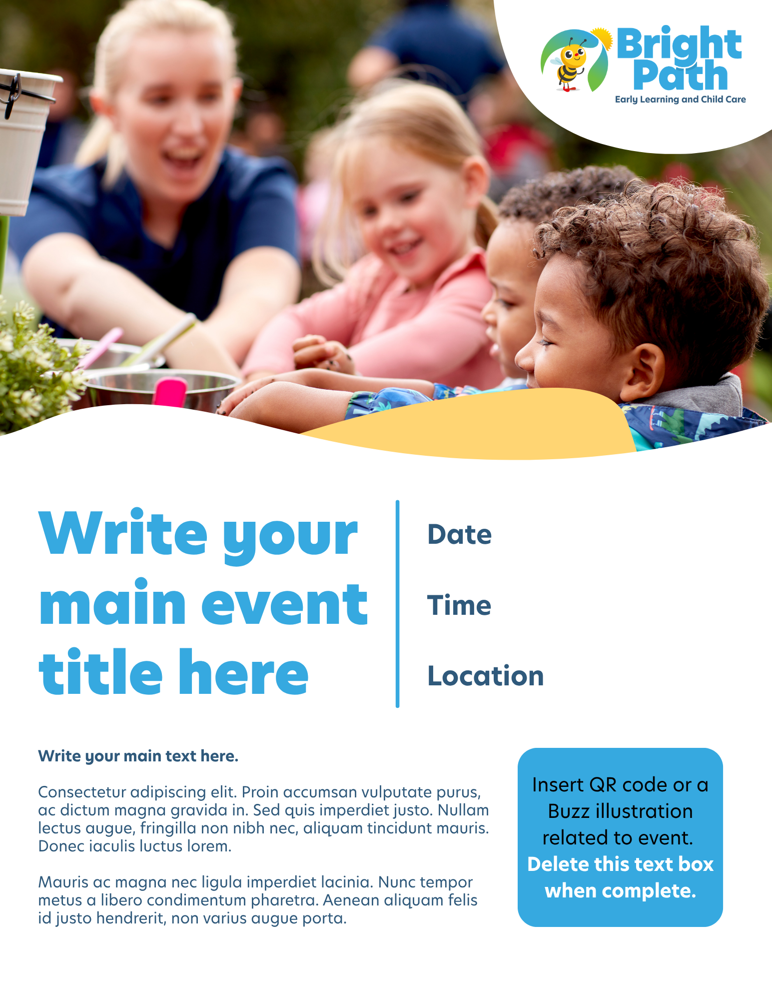 Bright
Path
Early Learning and Child Care
Write your
main event
title here
Date
Time
Location
Write your main text here.
Consectetur adipiscing elit. Proin accumsan vulputate purus,
ac dictum magna gravida in. Sed quis imperdiet justo. Nullam
lectus augue, fringilla non nibh nec, aliquam tincidunt mauris.
Donec iaculis luctus lorem.
Mauris ac magna nec ligula imperdiet lacinia. Nunc tempor
metus a libero condimentum pharetra. Aenean aliquam felis
id justo hendrerit, non varius augue porta.
Insert QR code or a
Buzz illustration
related to event.
Delete this text box
when complete.